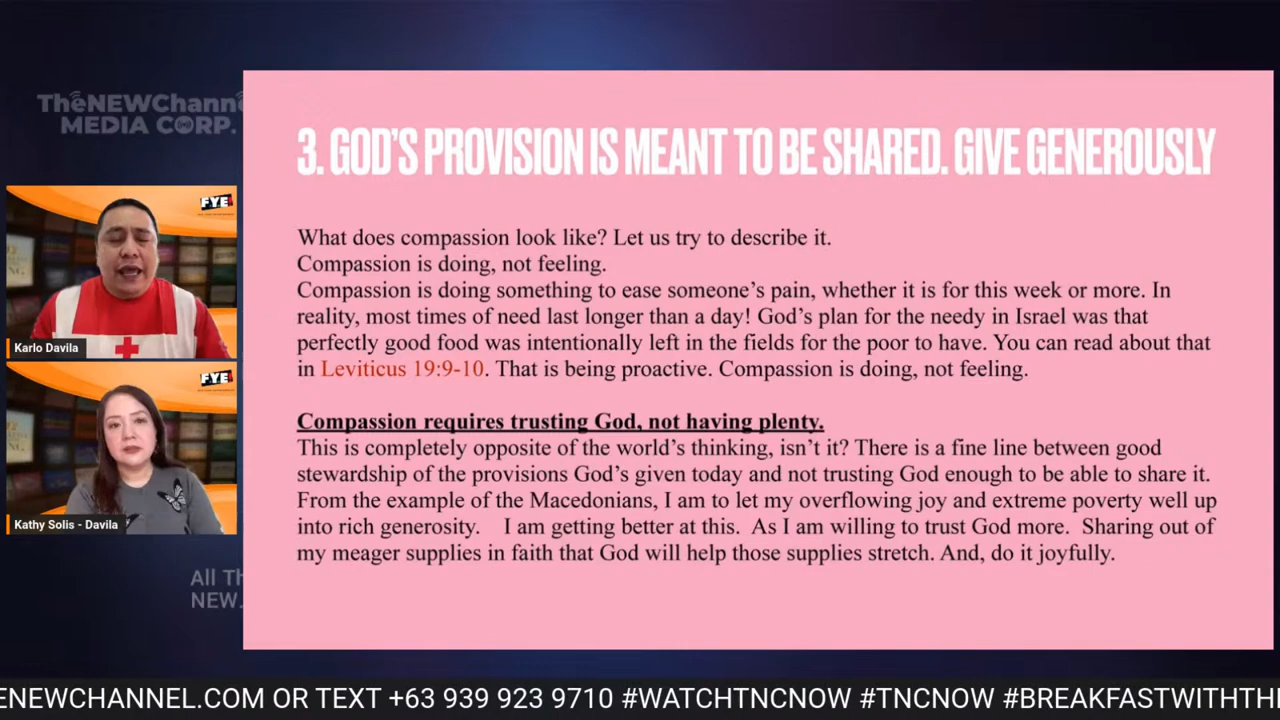 TheNEWChann
MEDIA CORP.
FYE!
Karlo Davila
FYE!
Kathy Solis - Davila
All Th
NEW.
3. GOD'S PROVISION IS MEANT TO BE SHARED. GIVE GENEROUSLY
What does compassion look like? Let us try to describe it.
Compassion is doing, not feeling.
Compassion is doing something to ease someone's pain, whether it is for this week or more. In
reality, most times of need last longer than a day! God's plan for the needy in Israel was that
perfectly good food was intentionally left in the fields for the poor to have. You can read about that
in Leviticus 19:9-10. That is being proactive. Compassion is doing, not feeling.
Compassion requires trusting God, not having plenty.
This is completely opposite of the world's thinking, isn't it? There is a fine line between good
stewardship of the provisions God's given today and not trusting God enough to be able to share it.
From the example of the Macedonians, I am to let my overflowing joy and extreme poverty well up
into rich generosity. I am getting better at this. As I am willing to trust God more. Sharing out of
my meager supplies in faith that God will help those supplies stretch. And, do it joyfully.
ENEWCHANNEL.COM OR TEXT +63 939 923 9710 #WATCHTNCNOW #TNCNOW #BREAKFASTWITHTH